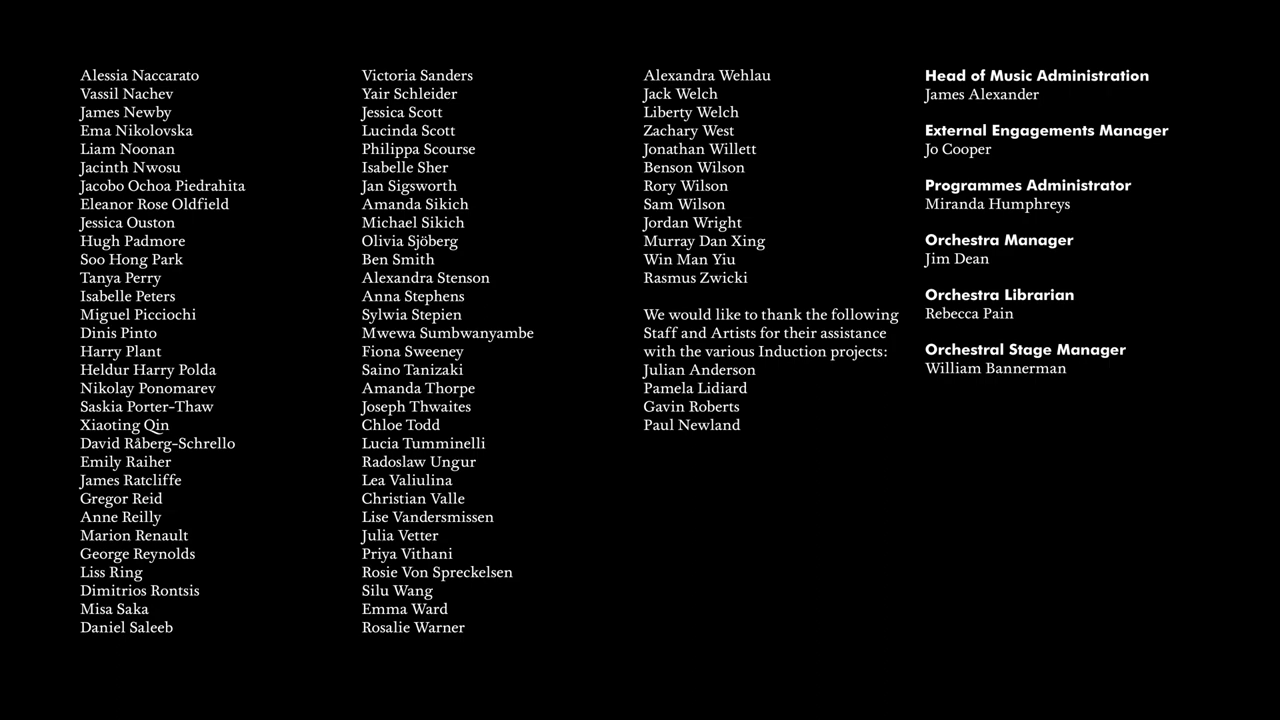 Alessia Naccarato
Vassil Nachev
James Newby
Ema Nikolovska
Liam Noonan
Jacinth Nwosu
Jacobo Ochoa Piedrahita
Eleanor Rose Oldfield
Jessica Ouston
Hugh Padmore
Soo Hong Park
Tanya Perry
Isabelle Peters
Miguel Picciochi
Dinis Pinto
Harry Plant
Heldur Harry Polda
Nikolay Ponomarev
Saskia Porter-Thaw
Xiaoting Qin
David Råberg-Schrello
Emily Raiher
James Ratcliffe
Gregor Reid
Anne Reilly
Marion Renault
George Reynolds
Liss Ring
Dimitrios Rontsis
Misa Saka
Daniel Saleeb
Victoria Sanders
Yair Schleider
Jessica Scott
Lucinda Scott
Philippa Scourse
Isabelle Sher
Jan Sigsworth
Amanda Sikich
Michael Sikich
Olivia Sjöberg
Ben Smith
Alexandra Stenson
Anna Stephens
Sylwia Stepien
Mwewa Sumbwanyambe
Fiona Sweeney
Saino Tanizaki
Amanda Thorpe
Joseph Thwaites
Chloe Todd
Lucia Tumminelli
Radoslaw Ungur
Lea Valiulina
Christian Valle
Lise Vandersmissen
Julia Vetter
Priya Vithani
Rosie Von Spreckelsen
Silu Wang
Emma Ward
Rosalie Warner
Alexandra Wehlau
Jack Welch
Liberty Welch
Zachary West
Jonathan Willett
Benson Wilson
Rory Wilson
Sam Wilson
Jordan Wright
Murray Dan Xing
Win Man Yiu
Rasmus Zwicki
We would like to thank the following
Staff and Artists for their assistance
with the various Induction projects:
Julian Anderson
Pamela Lidiard
Gavin Roberts
Paul Newland
Head of Music Administration
James Alexander
External Engagements Manager
Jo Cooper
Programmes Administrator
Miranda Humphreys
Orchestra Manager
Jim Dean
Orchestra Librarian
Rebecca Pain
Orchestral Stage Manager
William Bannerman